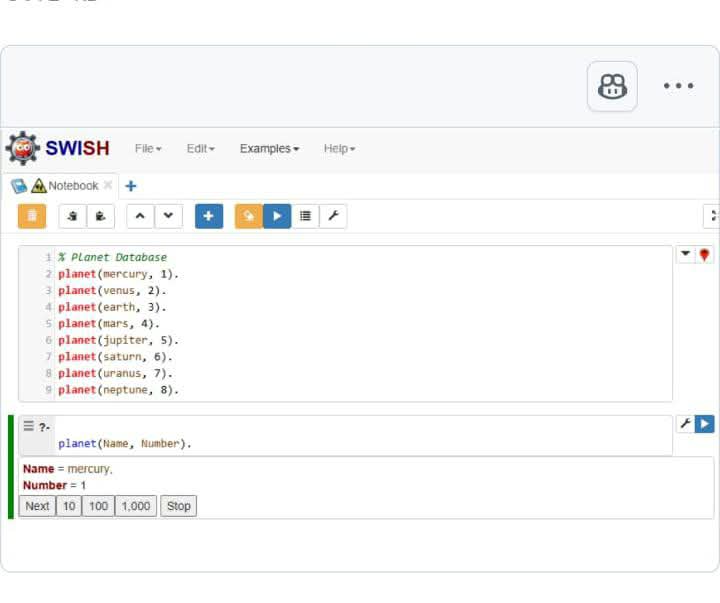 SWISH File Edit Examples Help
Notebook
1 % Planet Database
2 planet(mercury, 1).
3 planet(venus, 2).
4 planet(earth, 3).
5 planet(mars, 4).
6 planet(jupiter, 5).
7 planet(saturn, 6).
8 planet(uranus, 7).
9 planet(neptune, 8).
?-
planet(Name, Number).
Name = mercury,
Number = 1
Next 10 100 1,000 Stop